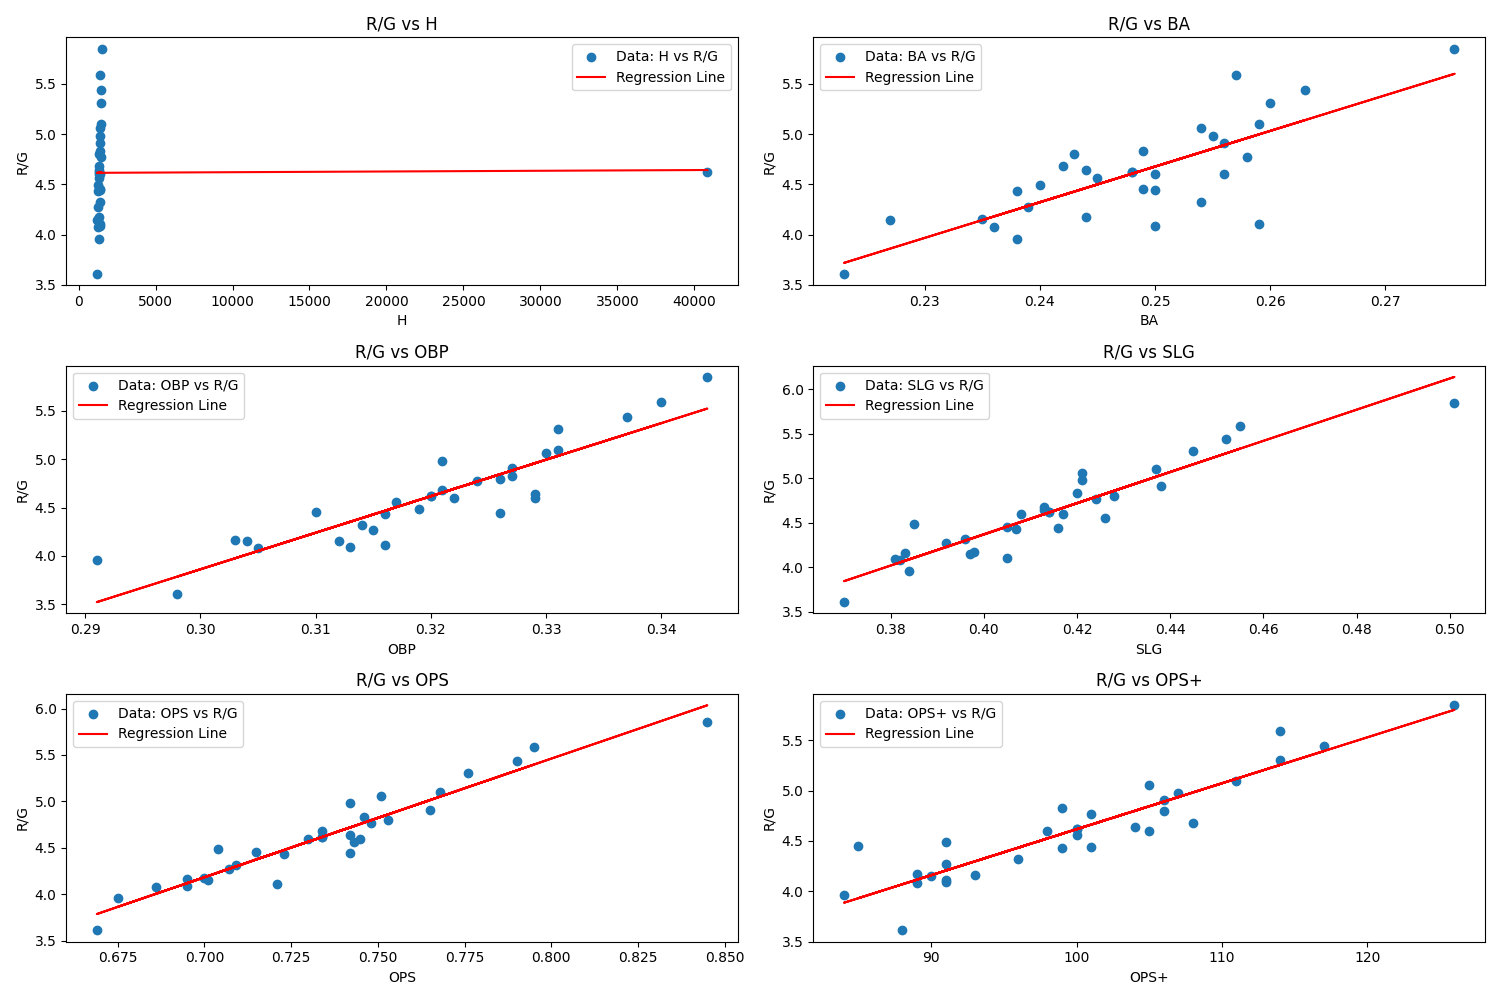 R/G vs H
Data: H vs R/G
Regression Line
5.5
5.0
4.5
4.0
3.5
R/G
0 5000 10000 15000 20000 25000 30000 35000 40000
H
R/G vs BA
Data: BA vs R/G
Regression Line
5.5
5.0
4.5
4.0
3.5
R/G
0.23 0.24 0.25 0.26 0.27
BA
R/G vs OBP
Data: OBP vs R/G
Regression Line
5.5
5.0
4.5
4.0
3.5
R/G
0.29 0.30 0.31 0.32 0.33 0.34
OBP
R/G vs SLG
Data: SLG vs R/G
Regression Line
6.0
5.5
5.0
4.5
4.0
3.5
R/G
0.38 0.40 0.42 0.44 0.46 0.48 0.50
SLG
R/G vs OPS
Data: OPS vs R/G
Regression Line
6.0
5.5
5.0
4.5
4.0
3.5
R/G
0.675 0.700 0.725 0.750 0.775 0.800 0.825 0.850
OPS
R/G vs OPS+
Data: OPS+ vs R/G
Regression Line
5.5
5.0
4.5
4.0
3.5
R/G
90 100 110 120
OPS+